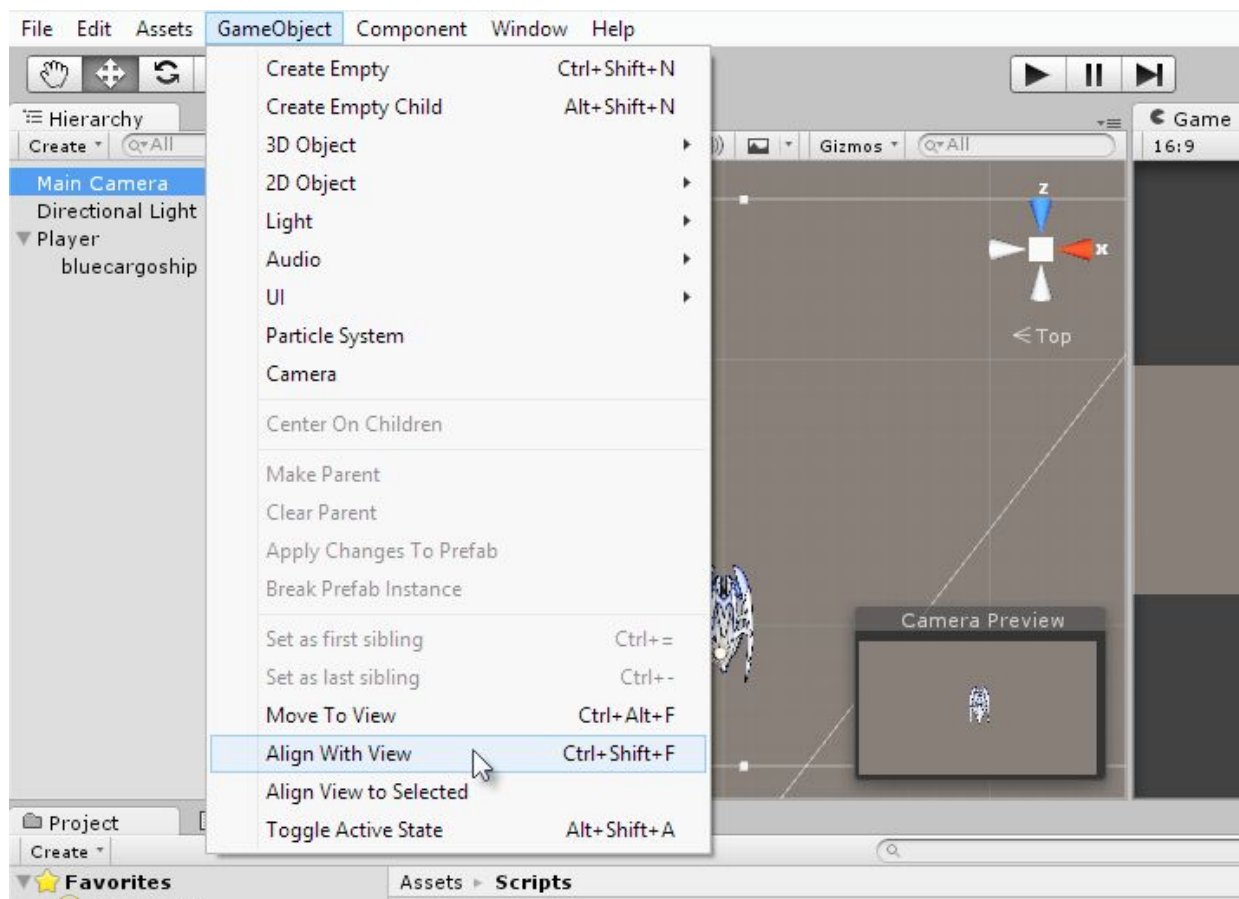 File Edit Assets GameObject Component Window Help
Create Empty Ctrl+Shift+N
Create Empty Child Alt+Shift+N
3D Object
2D Object
Light
Audio
UI
Particle System
Camera
Center On Children
Make Parent
Clear Parent
Apply Changes To Prefab
Break Prefab Instance
Set as first sibling Ctrl+=
Set as last sibling Ctrl+-
Move To View Ctrl+Alt+F
Align With View Ctrl+Shift+F
Align View to Selected
Toggle Active State Alt+Shift+A
Hierarchy
Create All
Main Camera
Directional Light
Player
bluecargoship
Gizmos All
z
x
Top
Camera Preview
Game
16:9
Project
Create
Favorites
Assets Scripts